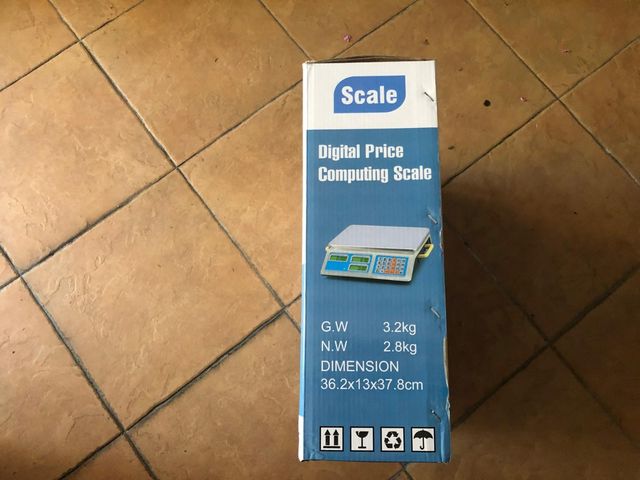 Scale
Digital Price
Computing Scale
G.W 3.2kg
N.W 2.8kg
DIMENSION
36.2x13x37.8cm